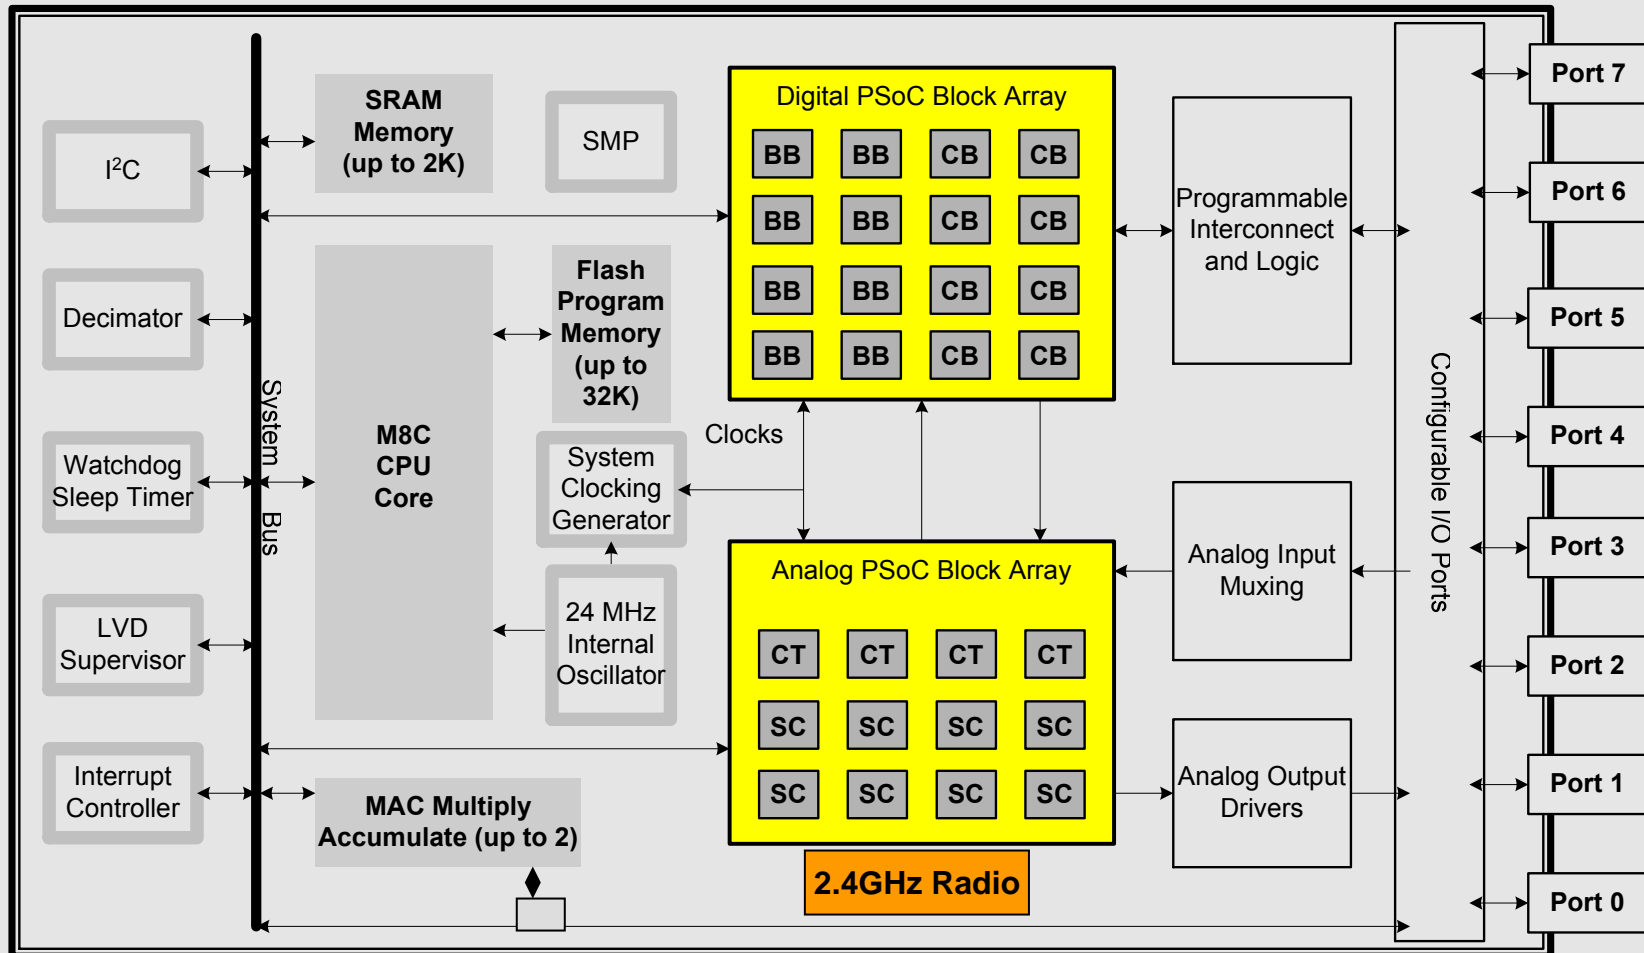 SRAM
Memory
(up to 2K)
SMP
Digital PSoC Block Array
BB BB CB CB
BB BB CB CB
BB BB CB CB
BB BB CB CB
Programmable
Interconnect
and Logic
I²C
Decimator
Watchdog
Sleep Timer
LVD
Supervisor
Interrupt
Controller
System Bus
M8C
CPU
Core
Flash
Program
Memory
(up to
32K)
Clocks
System
Clocking
Generator
24 MHz
Internal
Oscillator
MAC Multiply
Accumulate (up to 2)
Analog PSoC Block Array
CT CT CT CT
SC SC SC SC
SC SC SC SC
2.4GHz Radio
Analog Input
Muxing
Analog Output
Drivers
Configurable I/O Ports
Port 7
Port 6
Port 5
Port 4
Port 3
Port 2
Port 1
Port 0